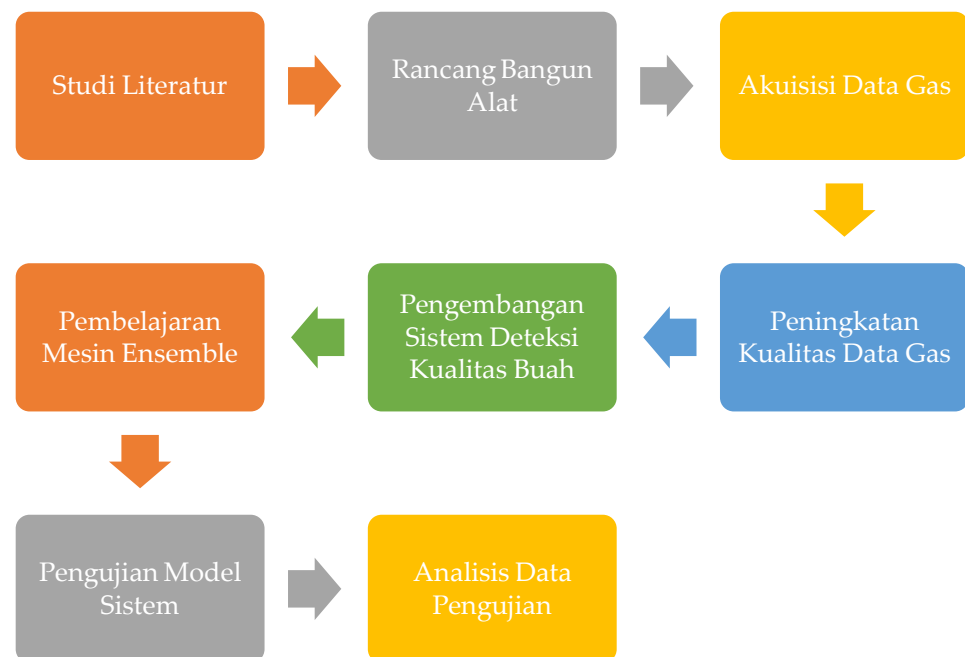 Studi Literatur
Rancang Bangun
Alat
Akuisisi Data Gas
Peningkatan
Kualitas Data Gas
Pengembangan
Sistem Deteksi
Kualitas Buah
Pembelajaran
Mesin Ensemble
Pengujian Model
Sistem
Analisis Data
Pengujian